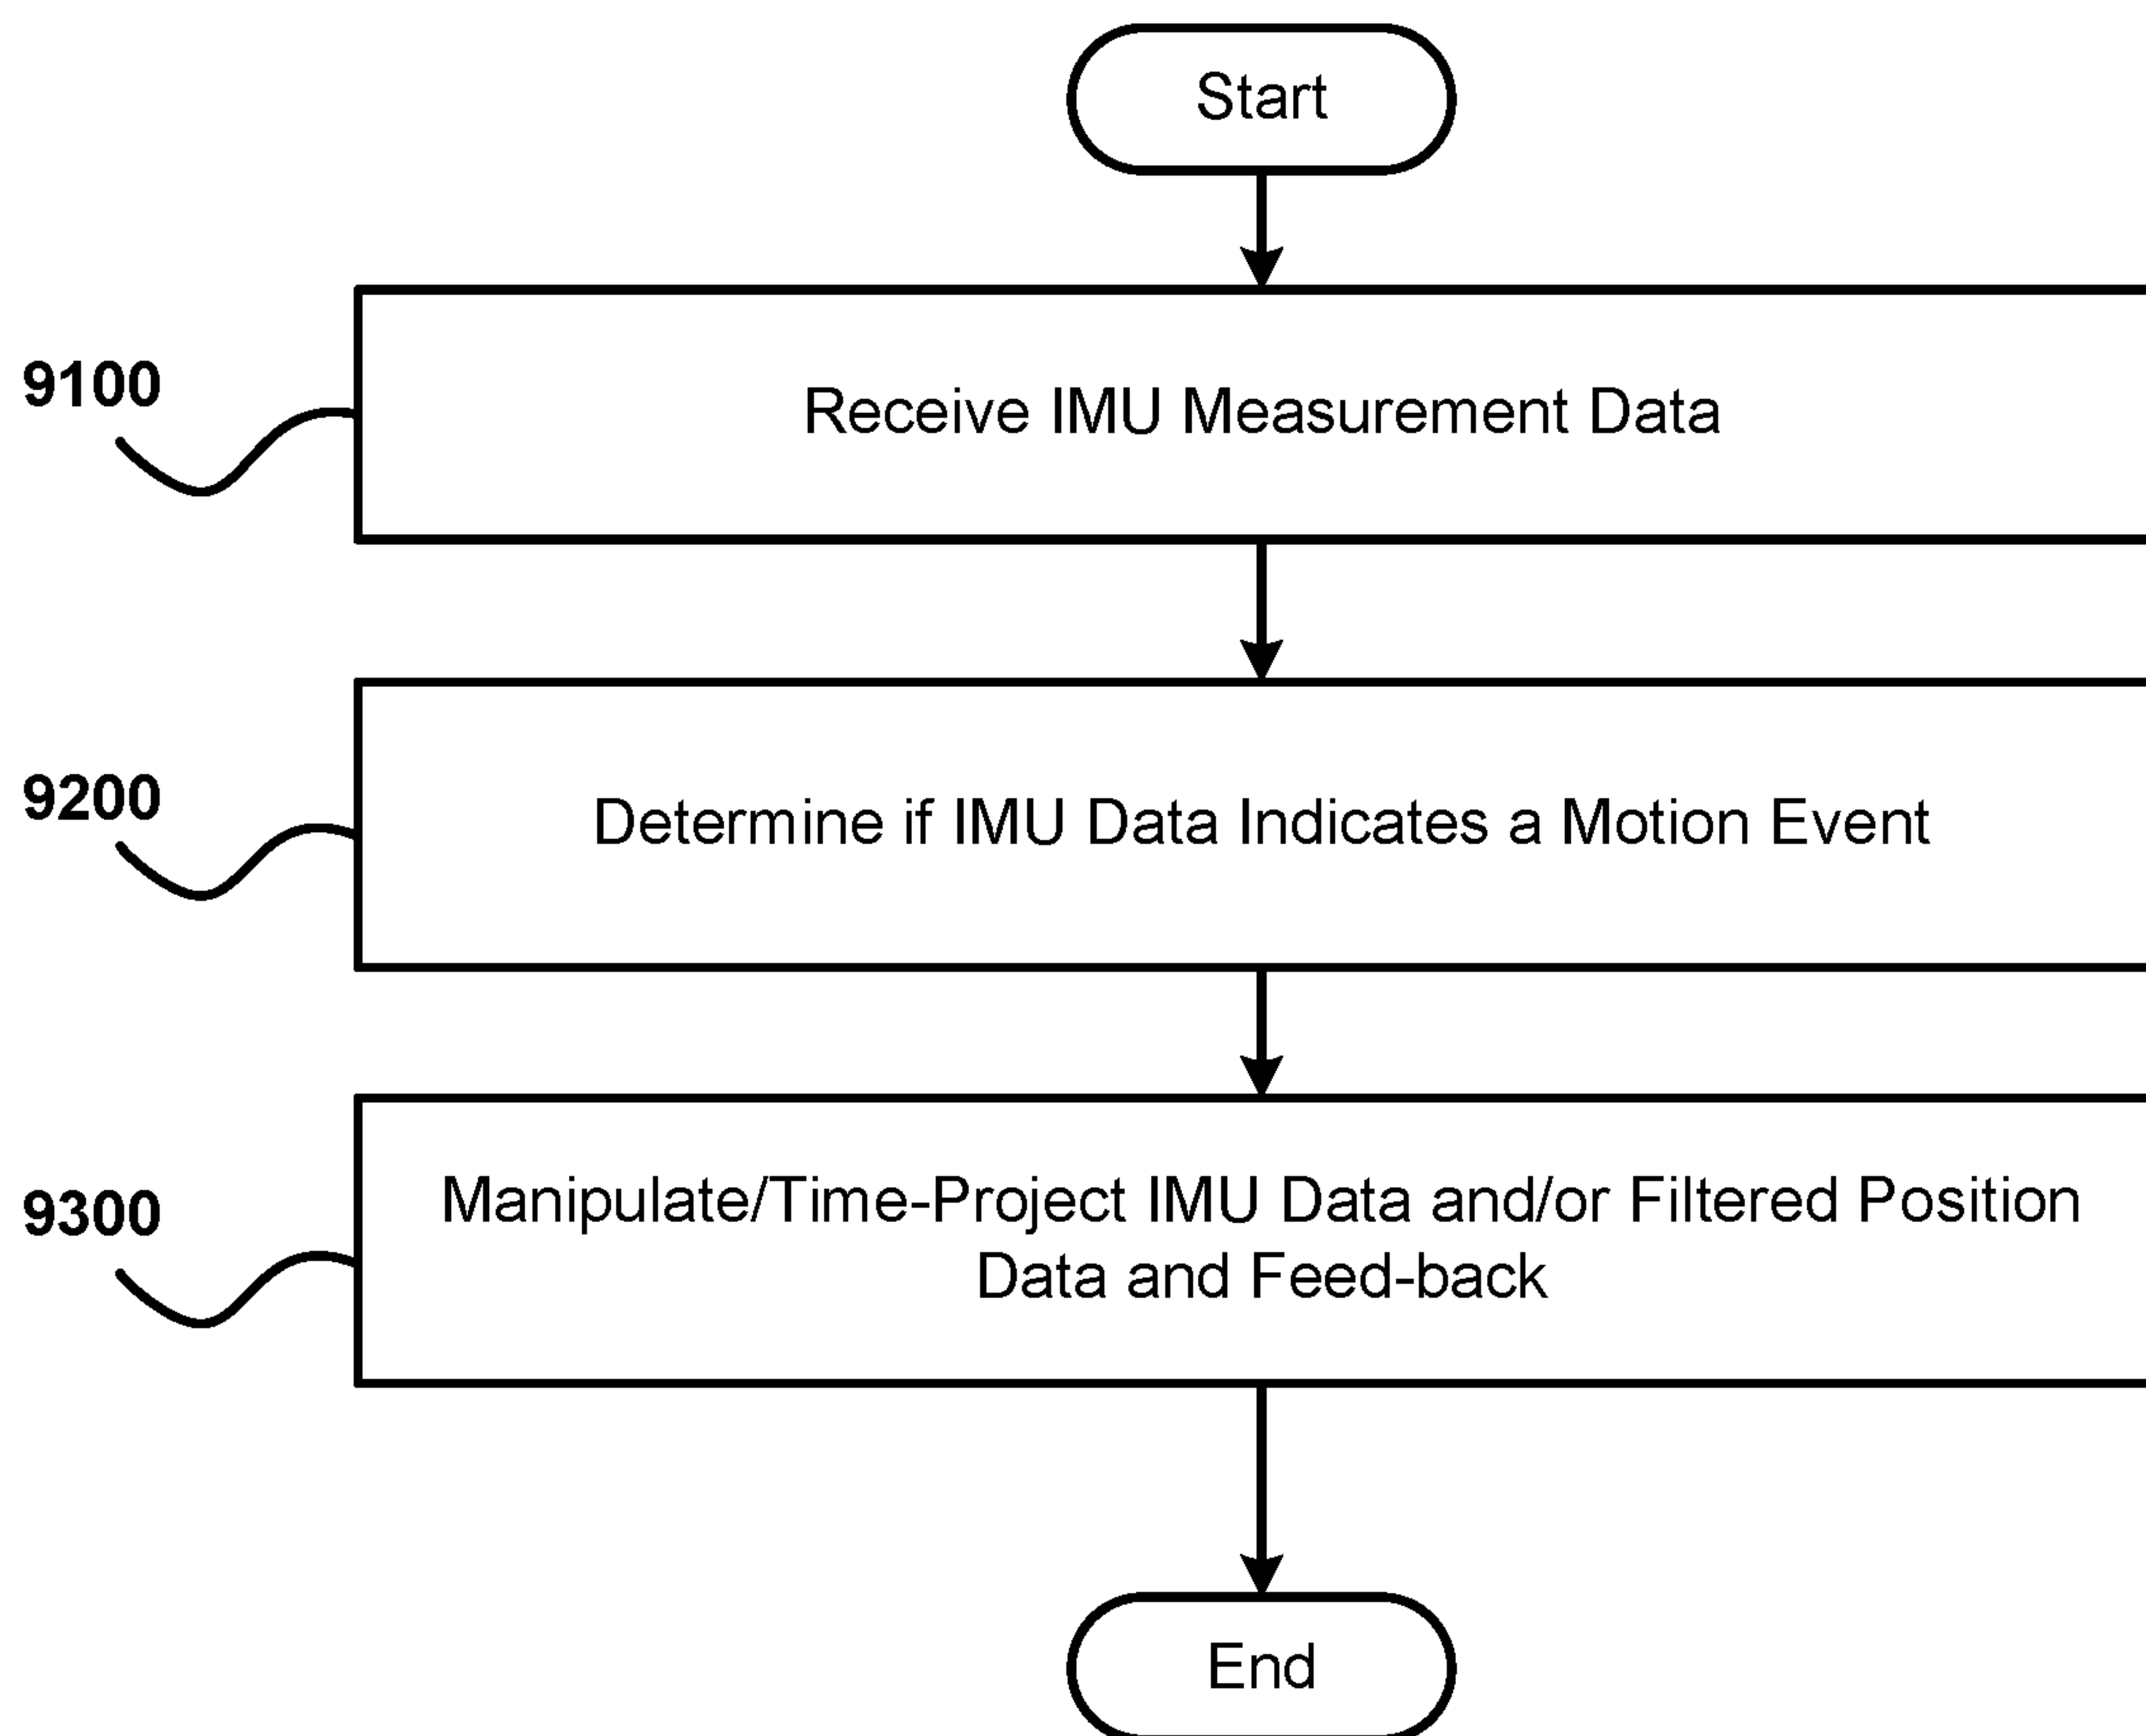 Start
9100
Receive IMU Measurement Data
9200
Determine if IMU Data Indicates a Motion Event
9300
Manipulate/Time-Project IMU Data and/or Filtered Position
Data and Feed-back
End